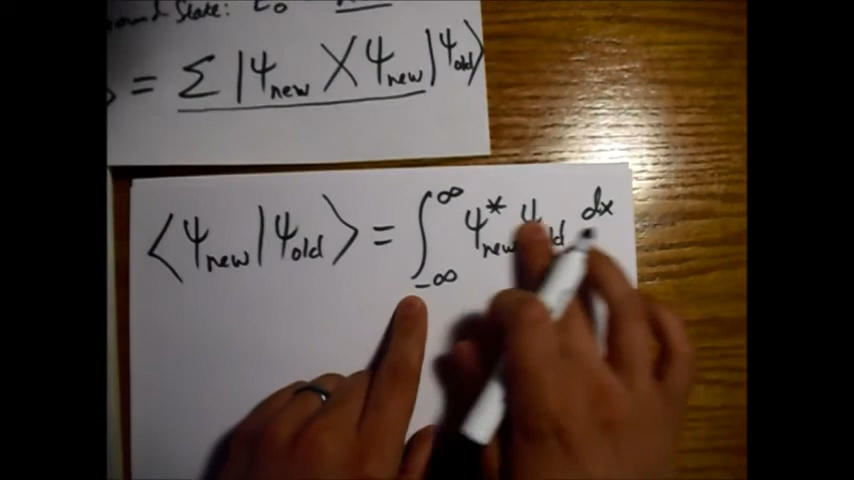 Ground State: E₀
⟩ = Σ |Ψnew⟩⟨Ψnew|Ψold⟩
⟨Ψnew|Ψold⟩ = ∫_{-∞}^{∞} Ψ*new Ψold dx